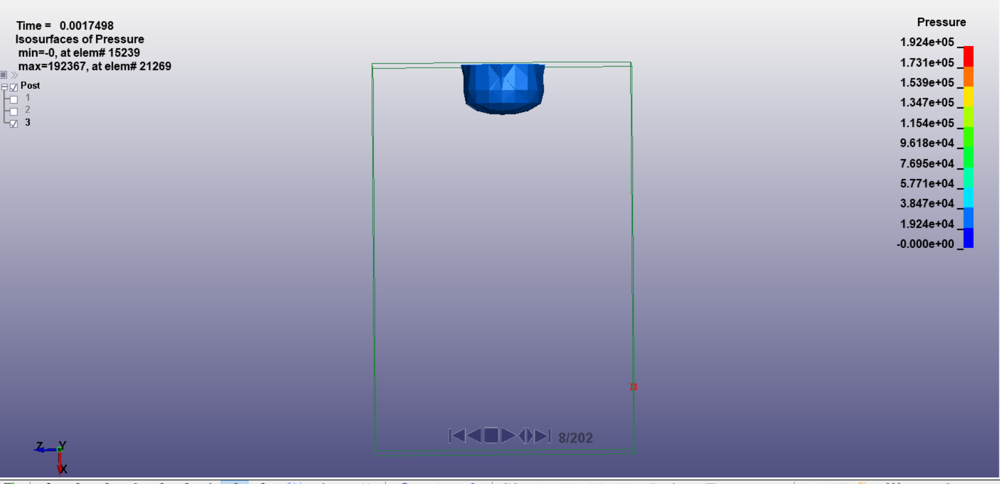 Time =   0.0017498
Isosurfaces of Pressure
min=-0, at elem# 15239
max=192367, at elem# 21269
Post
1
2
3
Pressure
1.924e+05
1.731e+05
1.539e+05
1.347e+05
1.154e+05
9.618e+04
7.695e+04
5.771e+04
3.847e+04
1.924e+04
-0.000e+00
8/202
Z
Y
X